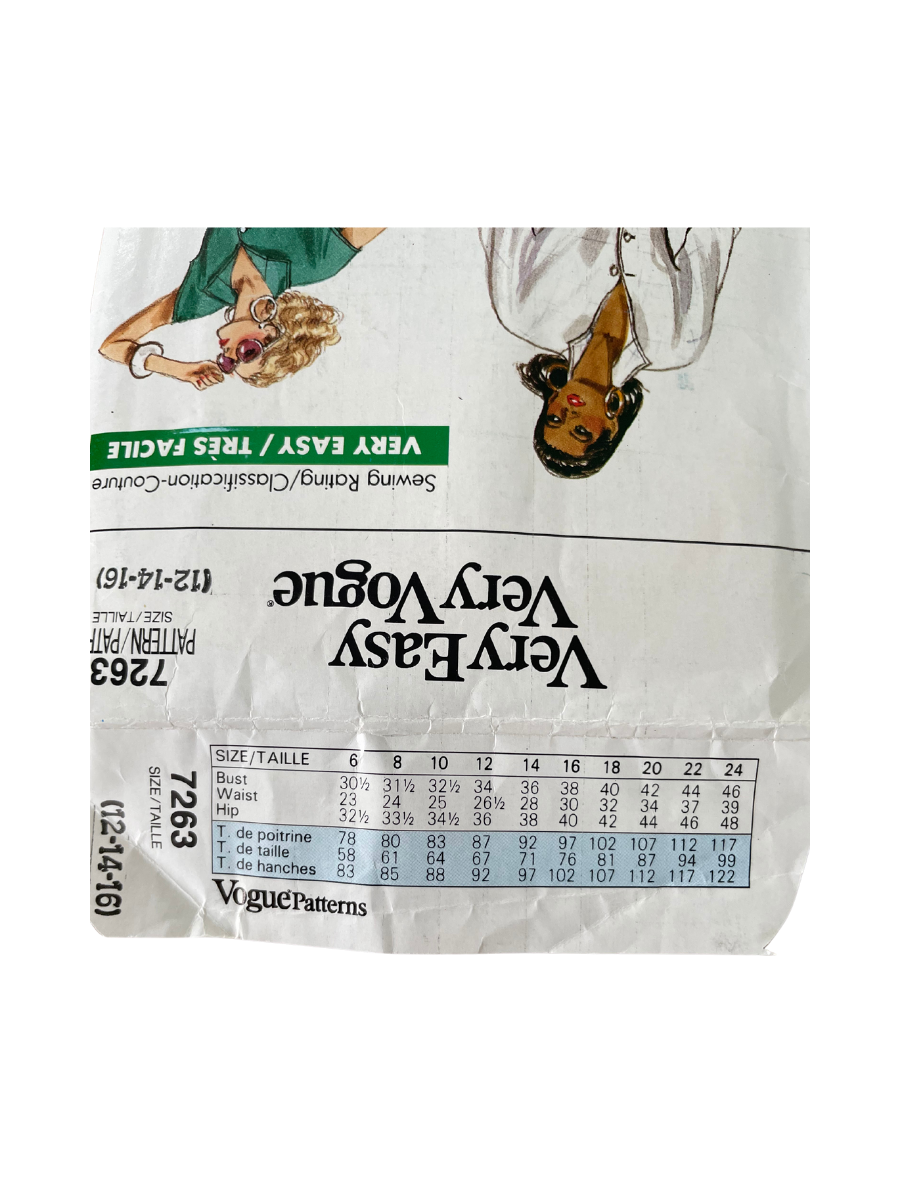 VERY EASY / TRÈS FACILE
Sewing Rating/Classification-Couture
Very Easy
Very Vogue®
7263
PATTERN/PATR
SIZE/TAILLE
(12-14-16)
7263
SIZE/TAILLE
(12-14-16)
SIZE/TAILLE 6 8 10 12 14 16 18 20 22 24
Bust 30½ 31½ 32½ 34 36 38 40 42 44 46
Waist 23 24 25 26½ 28 30 32 34 37 39
Hip 32½ 33½ 34½ 36 38 40 42 44 46 48
T. de poitrine 78 80 83 87 92 97 102 107 112 117
T. de taille 58 61 64 67 71 76 81 87 94 99
T. de hanches 83 85 88 92 97 102 107 112 117 122
Vogue Patterns